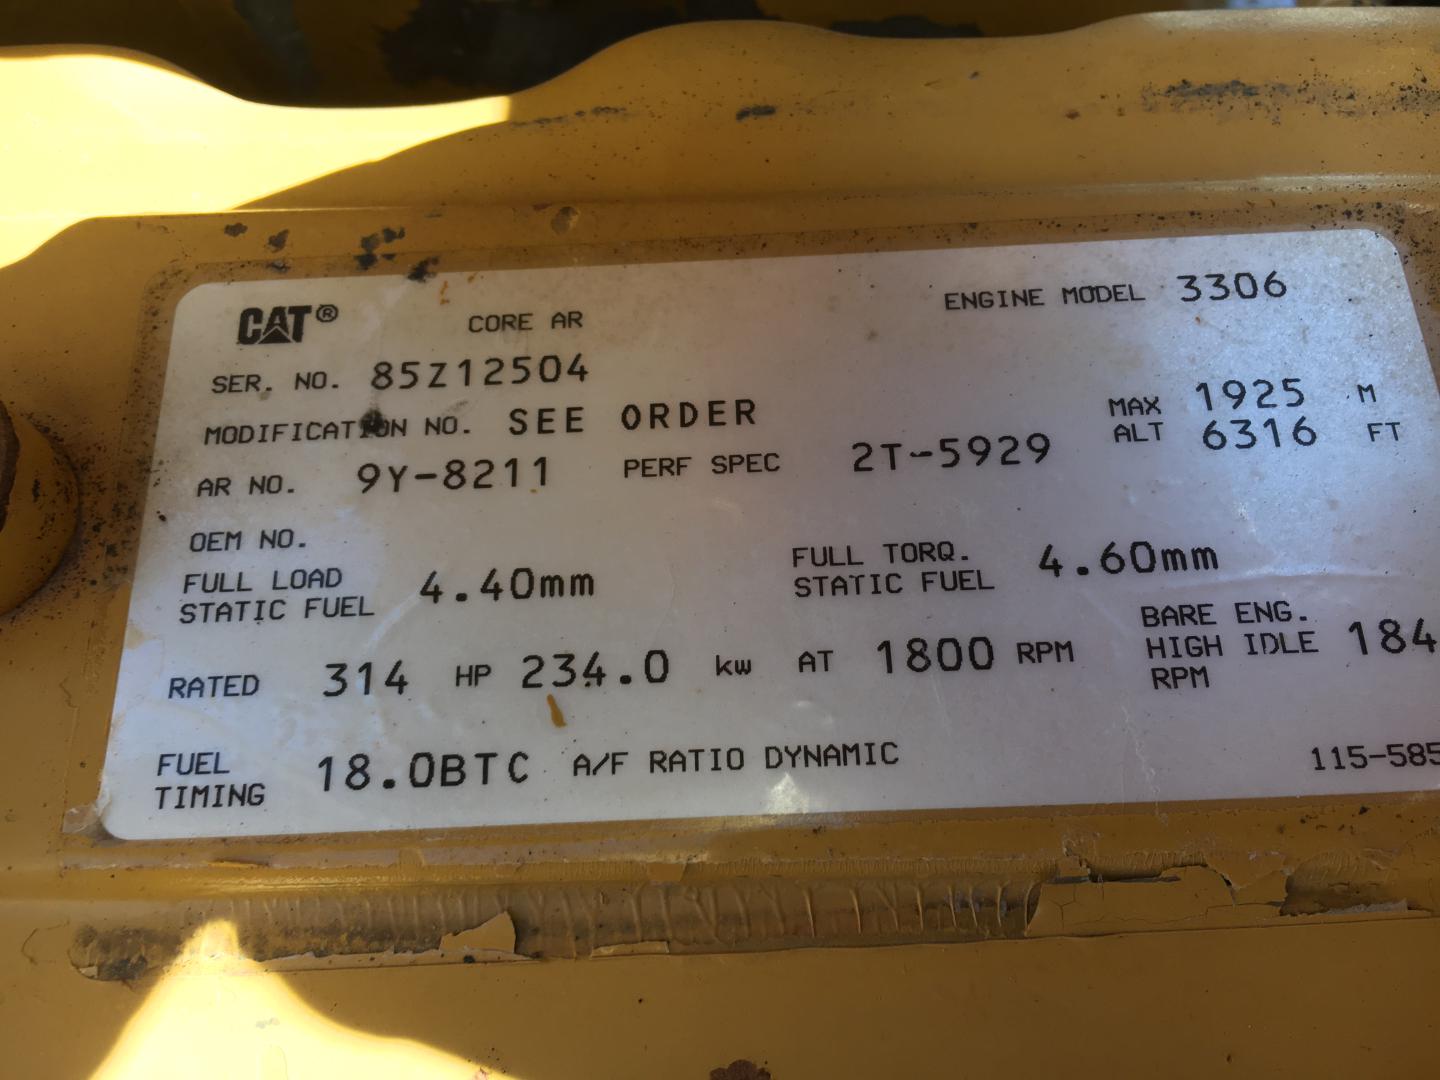 CAT® CORE AR ENGINE MODEL 3306
SER. NO. 85Z12504
MODIFICATION NO. SEE ORDER MAX ALT 1925 M 6316 FT
AR NO. 9Y-8211 PERF SPEC 2T-5929
OEM NO.
FULL LOAD STATIC FUEL 4.40mm FULL TORQ. STATIC FUEL 4.60mm
RATED 314 HP 234.0 kw AT 1800 RPM BARE ENG. HIGH IDLE RPM 184
FUEL TIMING 18.0BTC A/F RATIO DYNAMIC 115-585